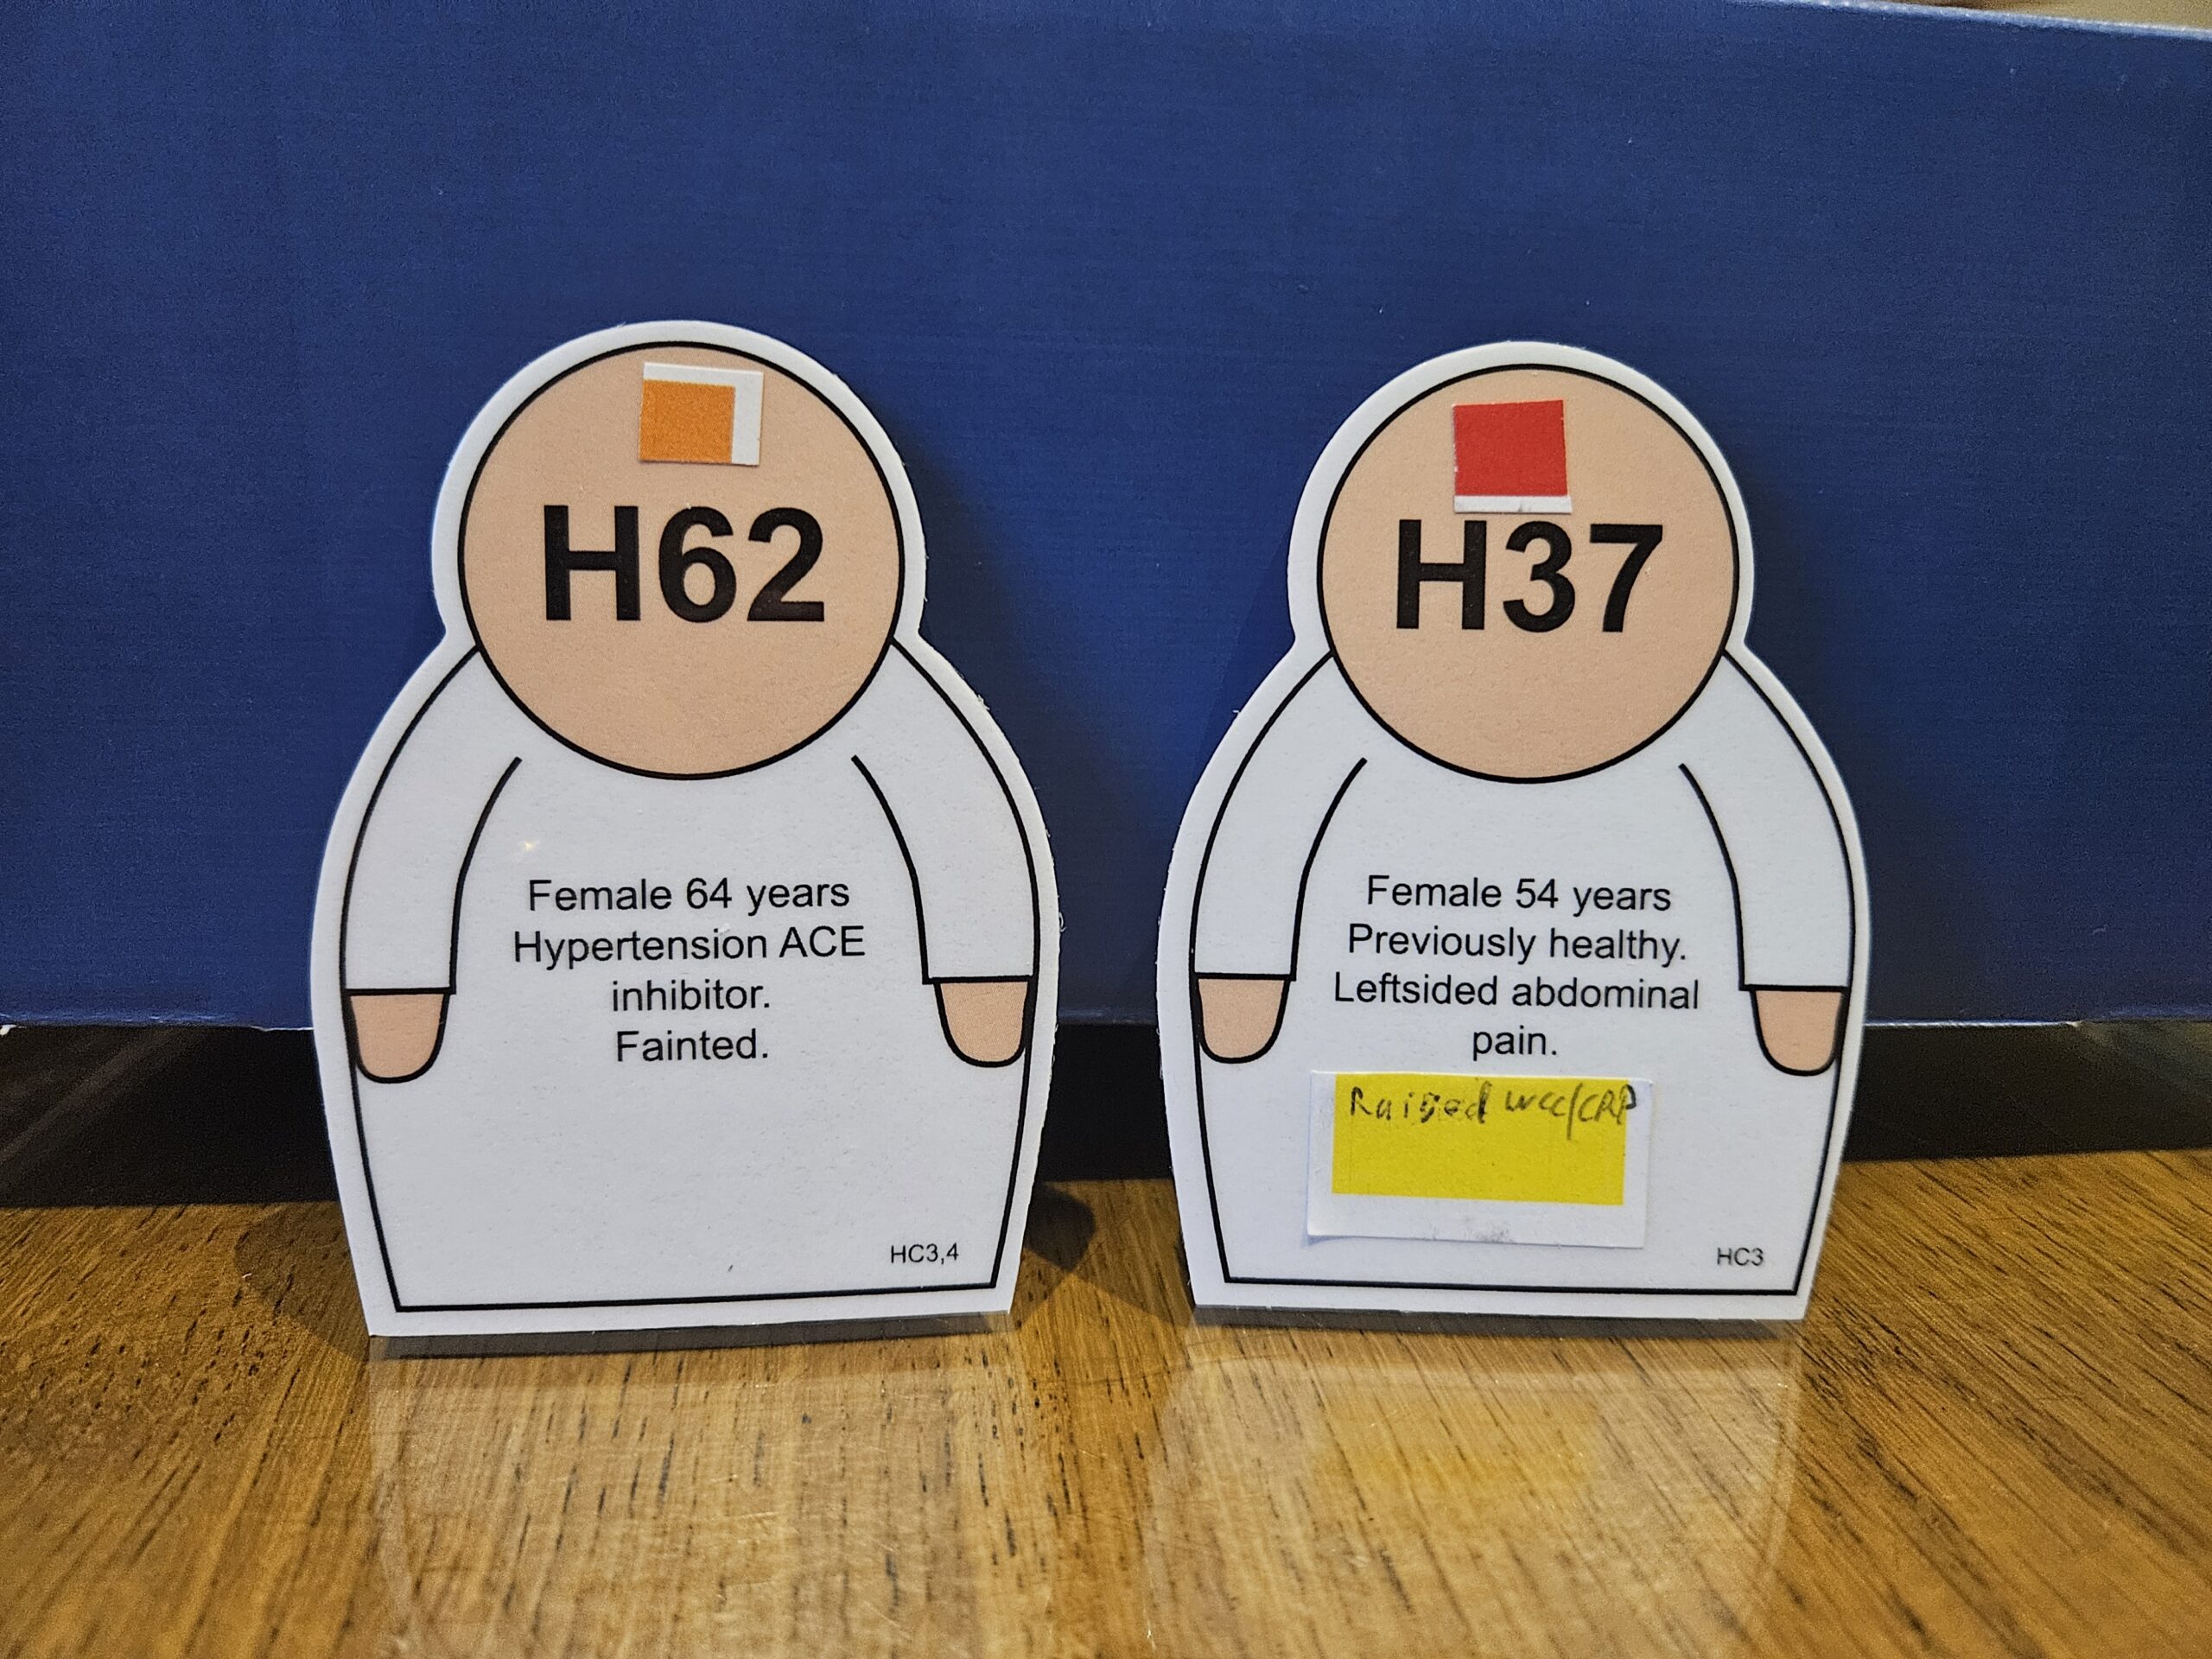 H62
Female 64 years
Hypertension ACE
inhibitor.
Fainted.
HC3,4
H37
Female 54 years
Previously healthy.
Leftsided abdominal
pain.
Raised wcc/CRP
HC3